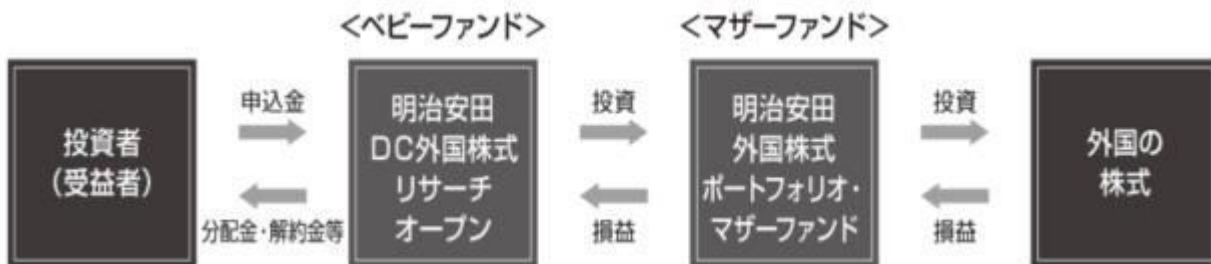 <ベビーファンド>
<マザーファンド>
投資者
(受益者)
申込金
分配金・解約金等
明治安田
DC外国株式
リサーチ
オープン
投資
損益
明治安田
外国株式
ポートフォリオ・
マザーファンド
投資
損益
外国の
株式